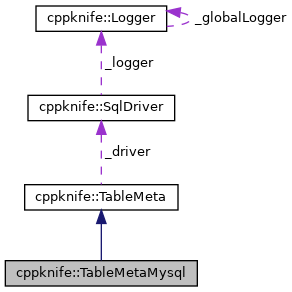 cppknife::Logger
_globalLogger
_logger
cppknife::SqlDriver
_driver
cppknife::TableMeta
cppknife::TableMetaMysql